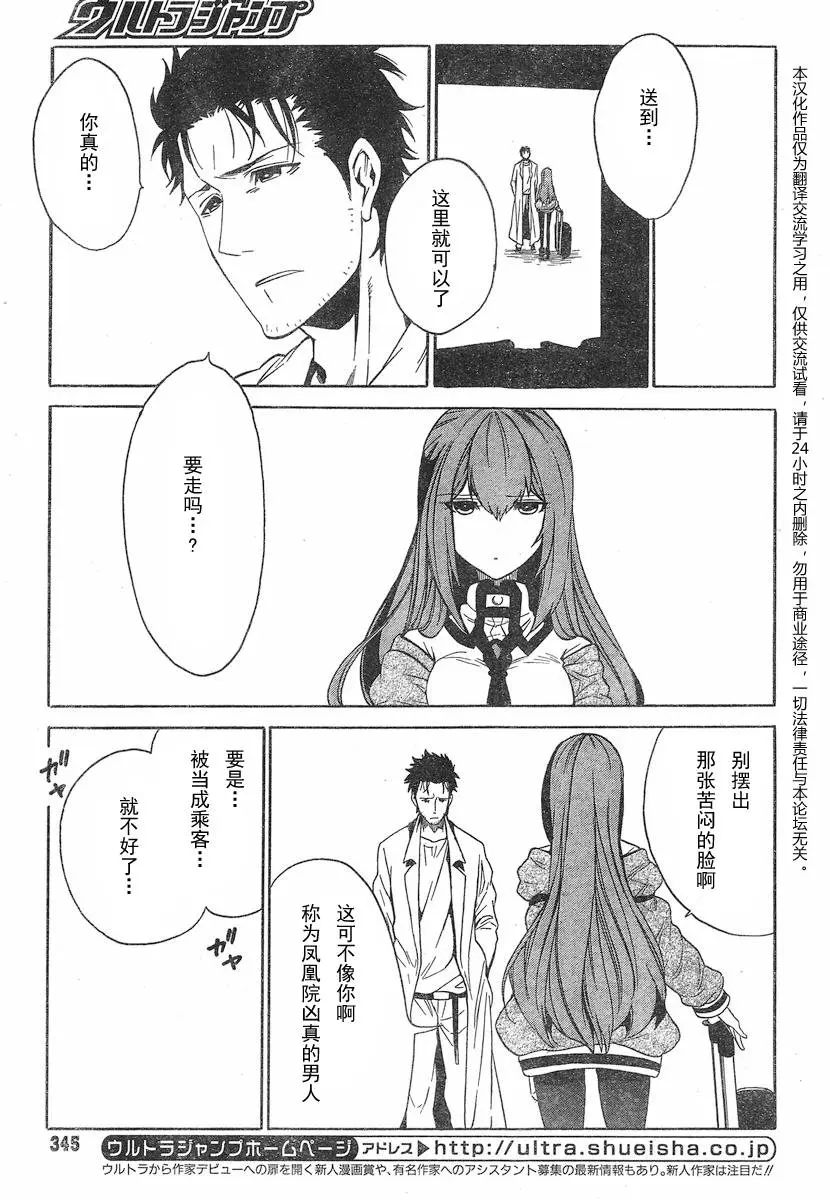 ウルトラジャンプ
送到…
这里就可以了
你真的…
要走吗…?
别摆出
那张苦闷的脸啊
这可不像你啊
称为凤凰院凶真的男人
要是…
被当成乘客…
就不好了…
ガヤ
ガヤ
本汉化作品仅为翻译交流学习之用，仅供交流试看，请于24小时之内删除，勿用于商业途径，一切法律责任与本论坛无关。
345
ウルトラジャンプホームページ アドレス▶http://ultra.shueisha.co.jp
ウルトラから作家デビューへの扉を開く新人漫画賞や、有名作家へのアシスタント募集の最新情報もあり。新人作家は注目だ!!